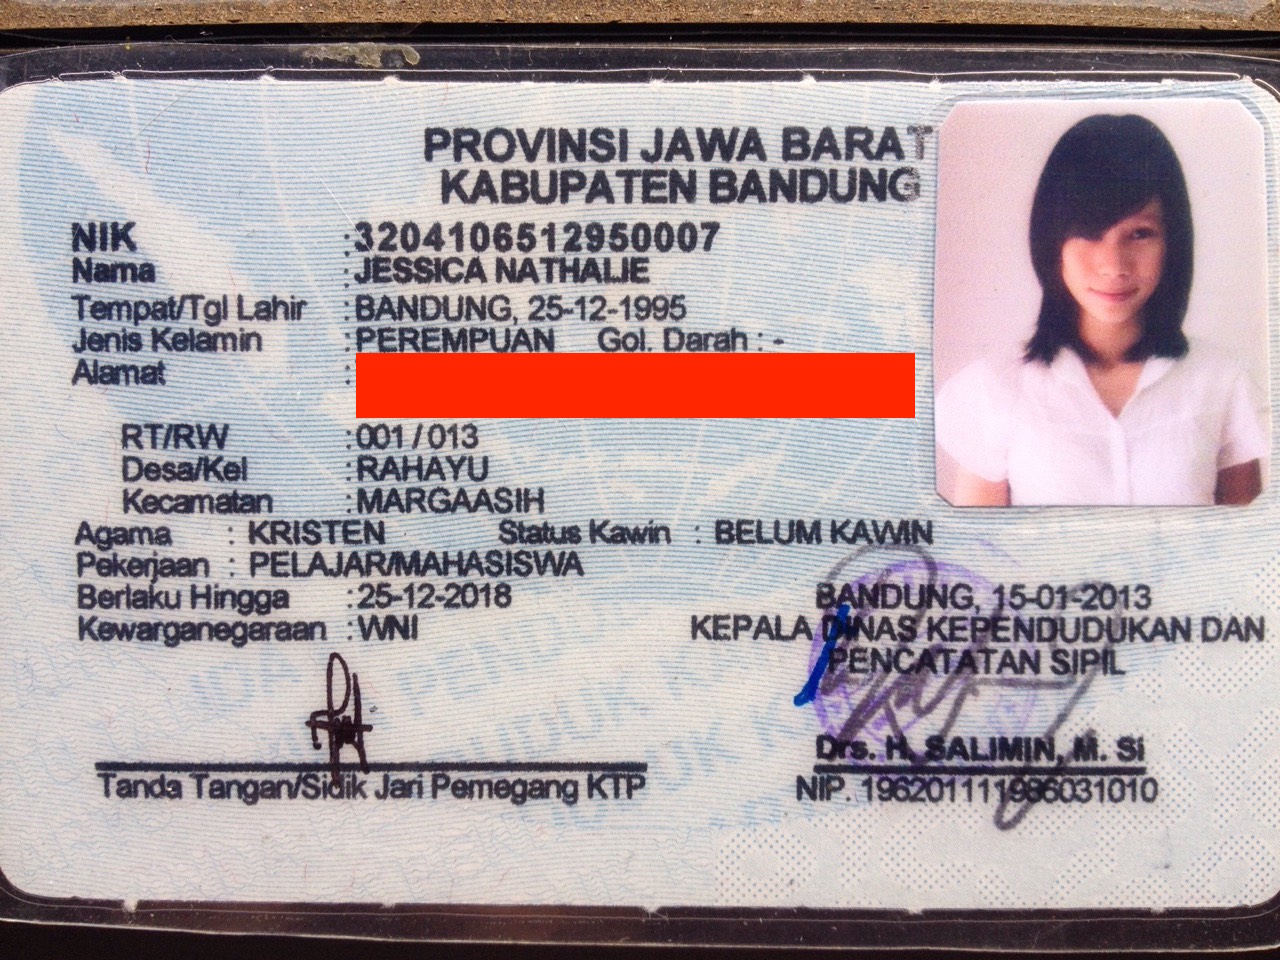 PROVINSI JAWA BARAT
KABUPATEN BANDUNG
NIK : 3204106512950007
Nama : JESSICA NATHALIE
Tempat/Tgl Lahir : BANDUNG, 25-12-1995
Jenis Kelamin : PEREMPUAN Gol. Darah : -
Alamat :
RT/RW : 001 / 013
Desa/Kel : RAHAYU
Kecamatan : MARGAASIH
Agama : KRISTEN Status Kawin : BELUM KAWIN
Pekerjaan : PELAJAR/MAHASISWA
Berlaku Hingga : 25-12-2018
Kewarganegaraan : WNI
BANDUNG, 15-01-2013
KEPALA DINAS KEPENDUDUKAN DAN
PENCATATAN SIPIL
Drs. H. SALIMIN, M. Si
NIP. 196201111986031010
Tanda Tangan/Sidik Jari Pemegang KTP